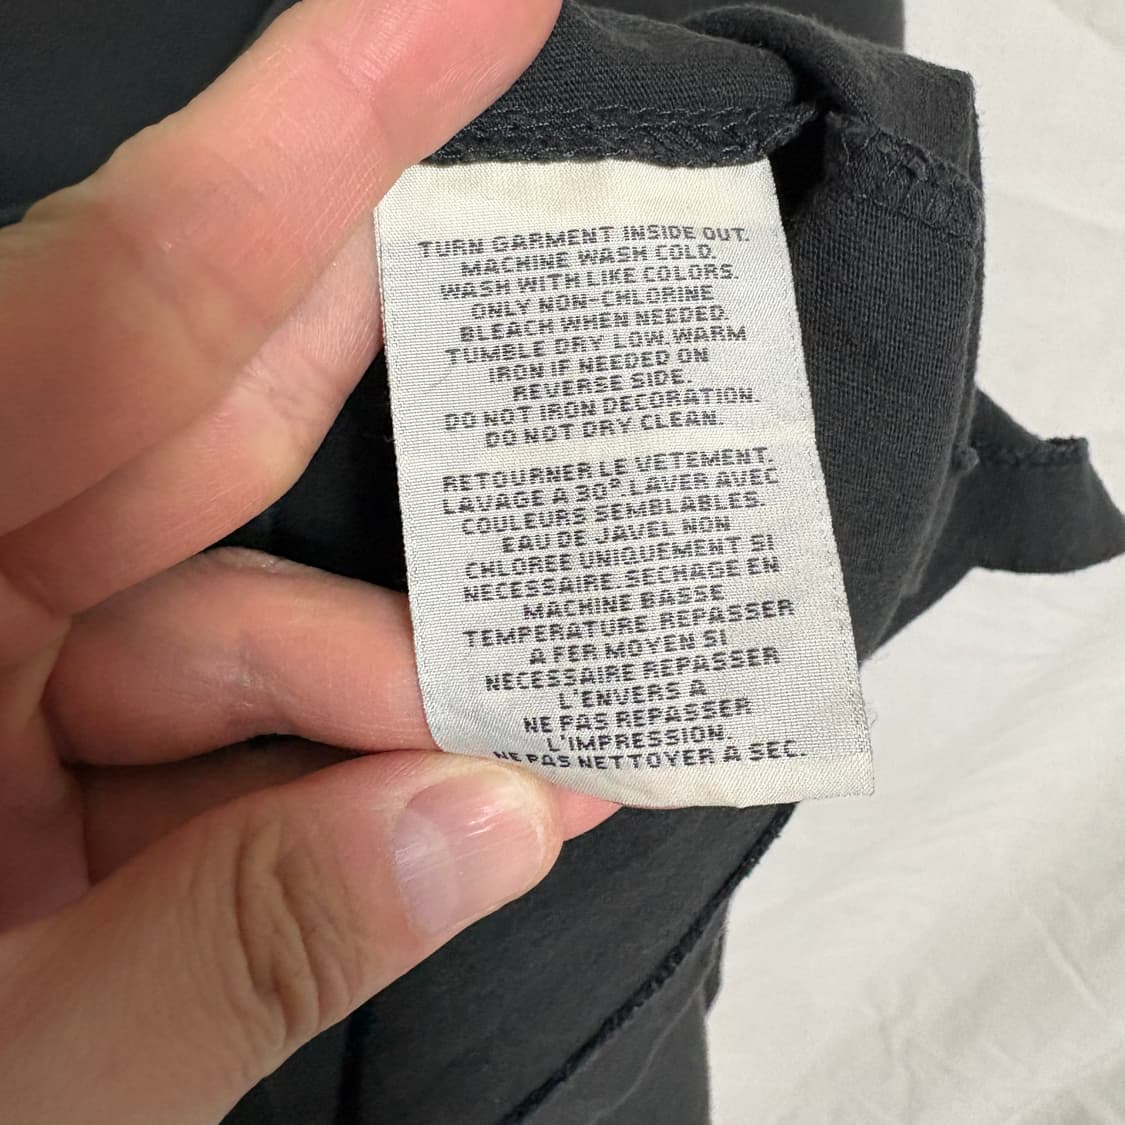 TURN GARMENT INSIDE OUT.
MACHINE WASH COLD.
WASH WITH LIKE COLORS.
ONLY NON-CHLORINE
BLEACH WHEN NEEDED.
TUMBLE DRY LOW, WARM
IRON IF NEEDED ON
REVERSE SIDE.
DO NOT IRON DECORATION.
DO NOT DRY CLEAN.
RETOURNER LE VETEMENT.
LAVAGE A 30°. LAVER AVEC
COULEURS SEMBLABLES.
EAU DE JAVEL NON
CHLOREE UNIQUEMENT SI
NECESSAIRE. SECHAGE EN
MACHINE BASSE
TEMPERATURE. REPASSER
A FER MOYEN SI
NECESSAIRE REPASSER
L'ENVERS A
NE PAS REPASSER
L'IMPRESSION.
NE PAS NETTOYER A SEC.